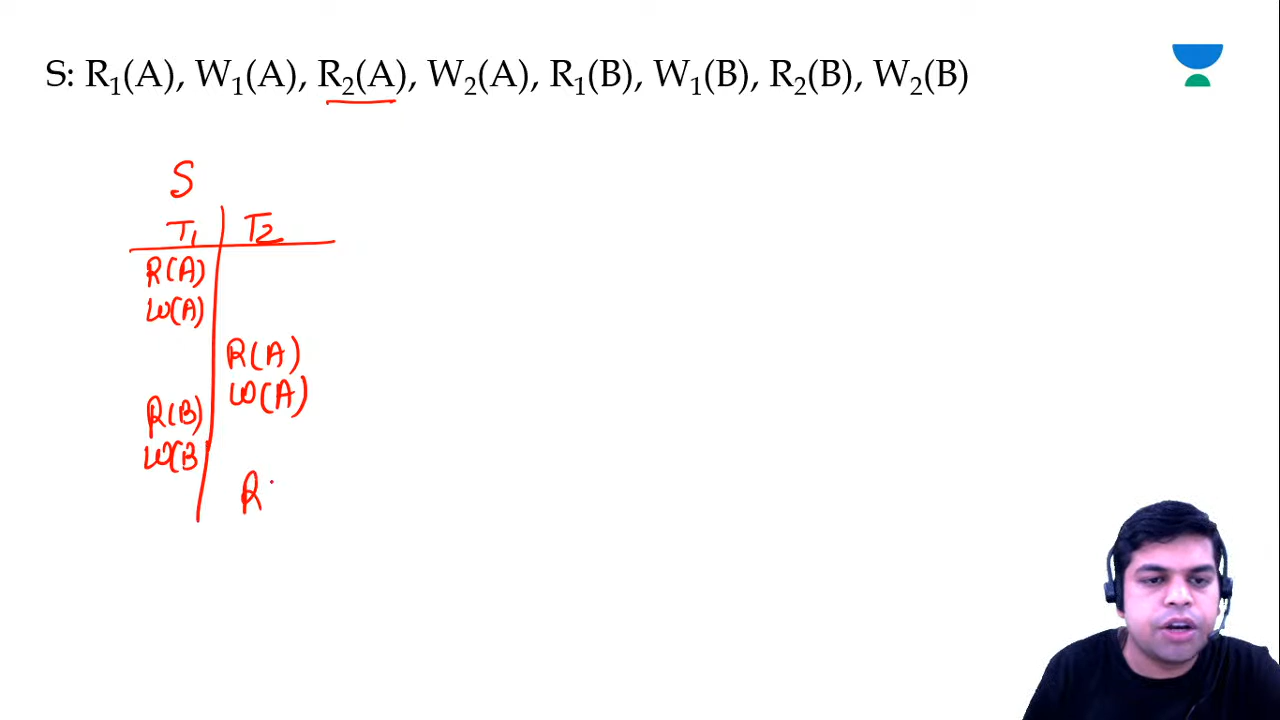 S: R₁(A), W₁(A), R₂(A), W₂(A), R₁(B), W₁(B), R₂(B), W₂(B)
S
T₁ T₂
R(A)
W(A)
R(A)
W(A)
R(B)
W(B
R